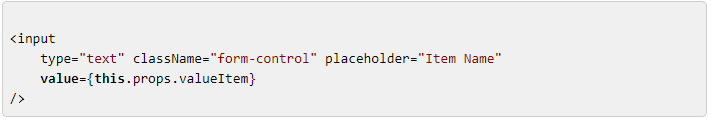 <input
type="text" className="form-control" placeholder="Item Name"
value={this.props.valueItem}
/>